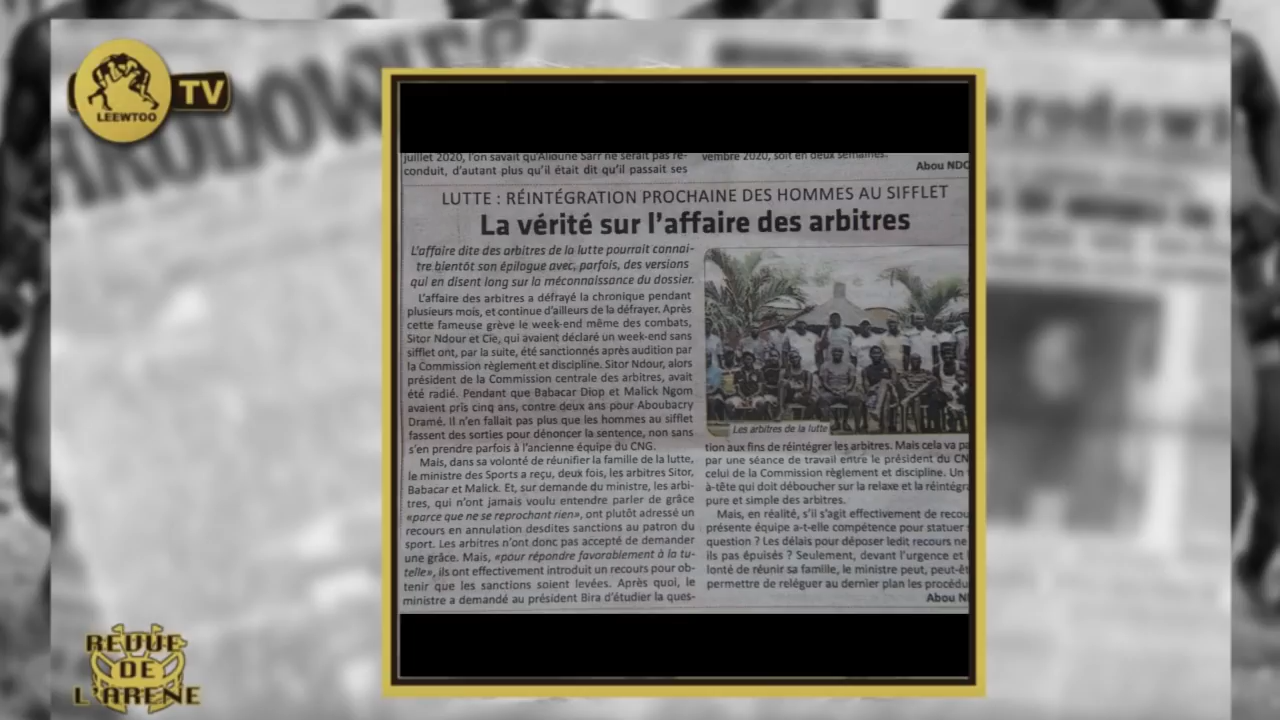 LEEWTOO
TV
juillet 2020, l'on savait qu'Alioune Sarr ne serait pas re-
conduit, d'autant plus qu'il était dit qu'il passait ses
vembre 2020, soit en deux semaines.
Abou NDO
LUTTE : RÉINTÉGRATION PROCHAINE DES HOMMES AU SIFFLET
La vérité sur l'affaire des arbitres
L'affaire dite des arbitres de la lutte pourrait connai-
tre bientôt son épilogue avec, parfois, des versions
qui en disent long sur la méconnaissance du dossier.
L'affaire des arbitres a défrayé la chronique pendant
plusieurs mois, et continue d'ailleurs de la défrayer. Après
cette fameuse grève le week-end même des combats,
Sitor Ndour et Cie, qui avaient déclaré un week-end sans
sifflet ont, par la suite, été sanctionnés après audition par
la Commission règlement et discipline. Sitor Ndour, alors
président de la Commission centrale des arbitres, avait
été radié. Pendant que Babacar Diop et Malick Ngom
avaient pris cinq ans, contre deux ans pour Aboubacry
Dramé. Il n'en fallait pas plus que les hommes au sifflet
fassent des sorties pour dénoncer la sentence, non sans
s'en prendre parfois à l'ancienne équipe du CNG.
Mais, dans sa volonté de réunifier la famille de la lutte,
le ministre des Sports a reçu, deux fois, les arbitres Sitor,
Babacar et Malick. Et, sur demande du ministre, les arbi-
tres, qui n'ont jamais voulu entendre parler de grâce
«parce que ne se reprochant rien», ont plutôt adressé un
recours en annulation desdites sanctions au patron du
sport. Les arbitres n'ont donc pas accepté de demander
une grâce. Mais, «pour répondre favorablement à la tu-
telle», ils ont effectivement introduit un recours pour ob-
tenir que les sanctions soient levées. Après quoi, le
ministre a demandé au président Bira d'étudier la ques-
Les arbitres de la lutte
tion aux fins de réintégrer les arbitres. Mais cela va pa
par une séance de travail entre le président du CN
celui de la Commission règlement et discipline. Un
à-tête qui doit déboucher sur la relaxe et la réintégra
pure et simple des arbitres.
Mais, en réalité, s'il s'agit effectivement de recou
présente équipe a-t-elle compétence pour statuer
question ? Les délais pour déposer ledit recours ne
ils pas épuisés ? Seulement, devant l'urgence et
lonté de réunir sa famille, le ministre peut, peut-êt
permettre de reléguer au dernier plan les procédu
Abou N
REVUE
DE
L'ARENE